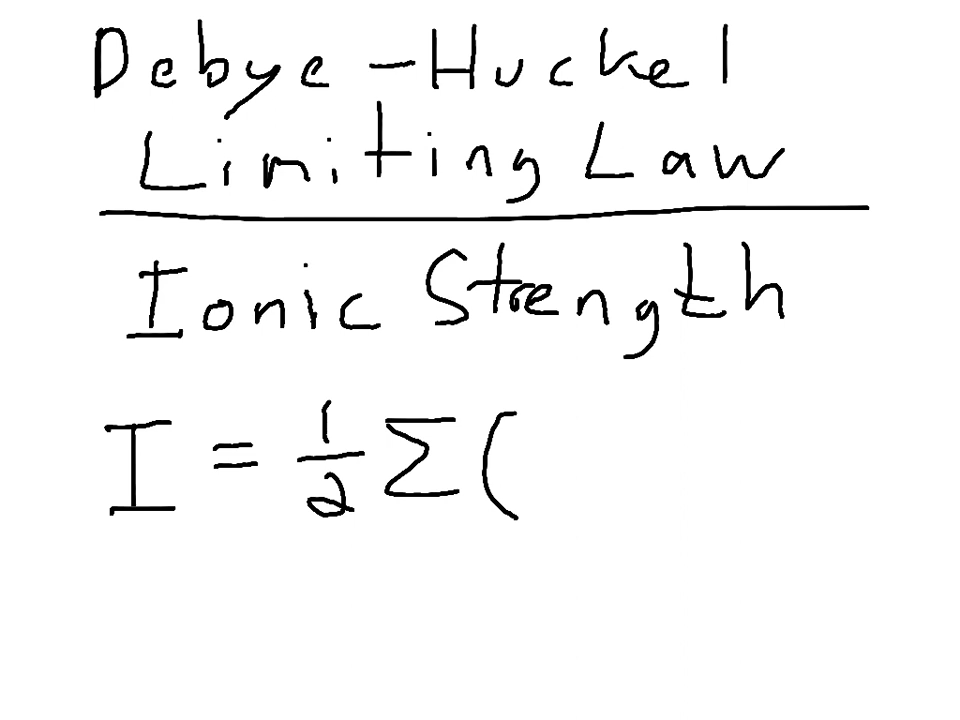 Debye-Huckel
Limiting Law
Ionic Strength
I = 1/2 Σ (